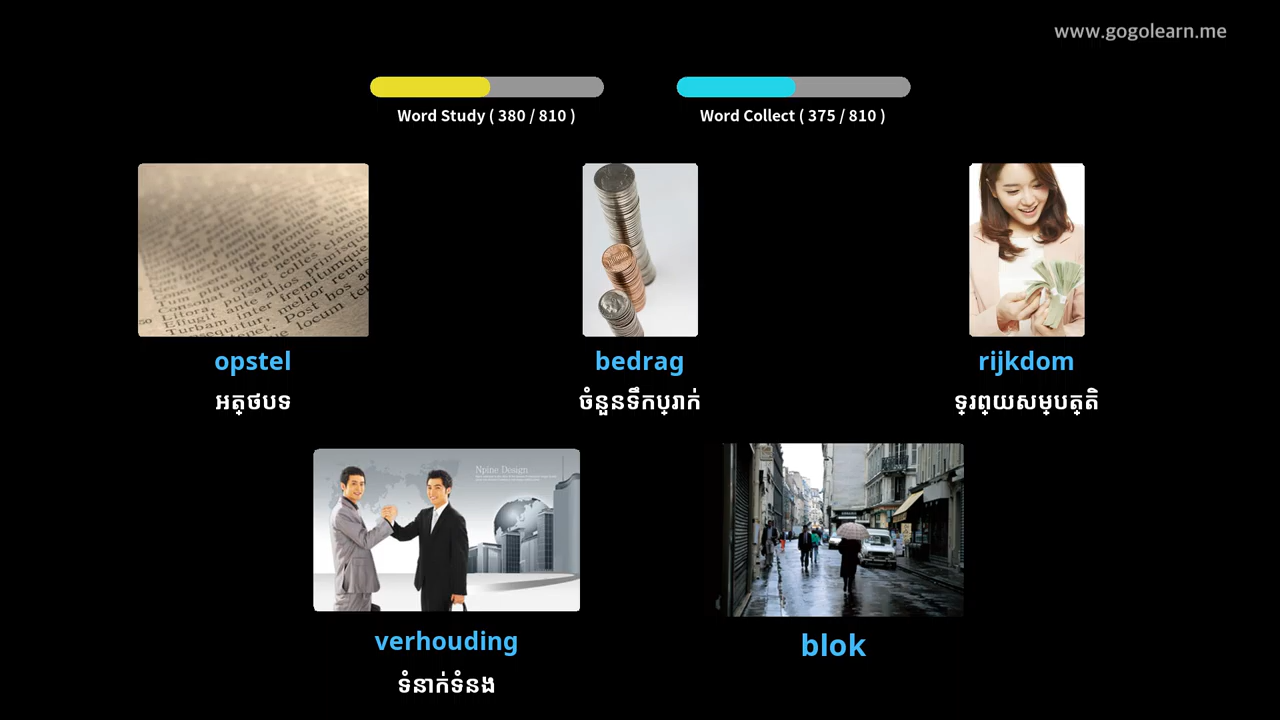 www.gogolearn.me
Word Study ( 380 / 810 )
Word Collect ( 375 / 810 )
opstel
bedrag
rijkdom
អត្ថបទ
ចំនួនទឹកប្រាក់
ទ្រព្យសម្បត្តិ
Npine Design
verhouding
blok
ទំនាក់ទំនង